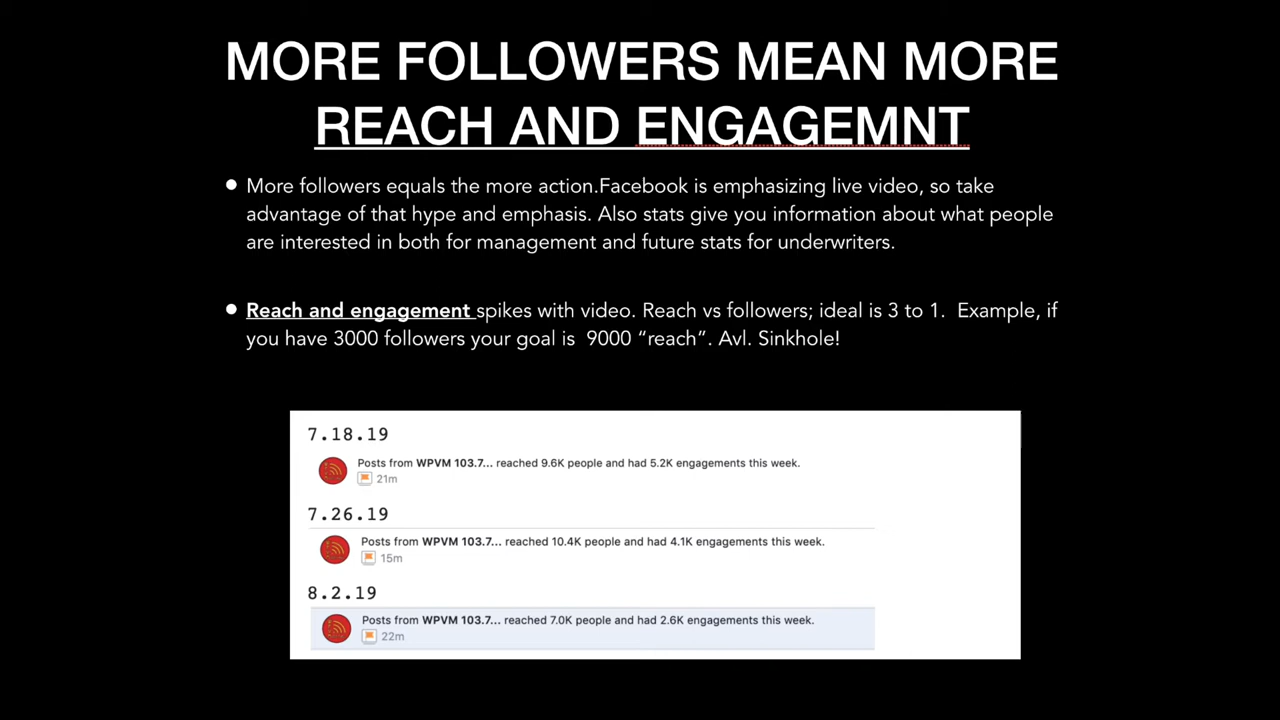 MORE FOLLOWERS MEAN MORE
REACH AND ENGAGEMNT
• More followers equals the more action.Facebook is emphasizing live video, so take
advantage of that hype and emphasis. Also stats give you information about what people
are interested in both for management and future stats for underwriters.
• Reach and engagement spikes with video. Reach vs followers; ideal is 3 to 1.  Example, if
you have 3000 followers your goal is  9000 “reach”. Avl. Sinkhole!
7.18.19
Posts from WPVM 103.7... reached 9.6K people and had 5.2K engagements this week.
21m
7.26.19
Posts from WPVM 103.7... reached 10.4K people and had 4.1K engagements this week.
15m
8.2.19
Posts from WPVM 103.7... reached 7.0K people and had 2.6K engagements this week.
22m